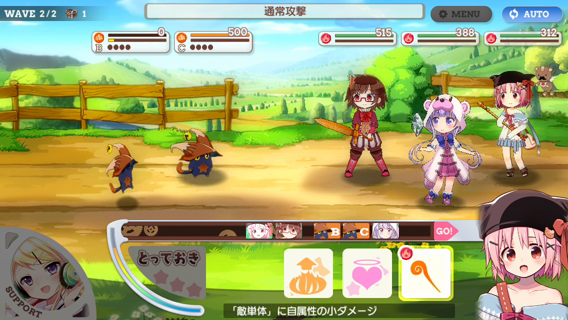 WAVE 2/2 1
通常攻撃
MENU
AUTO
0
B
500
C
515
388
312
B
C
GO!
とっておき
SUPPORT
「敵単体」に自属性の小ダメージ